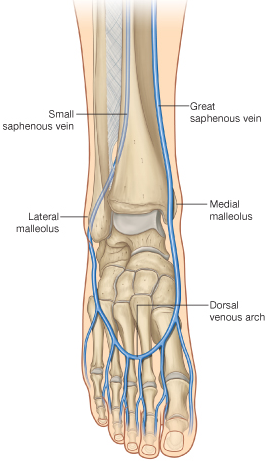 Small
saphenous vein
Great
saphenous vein
Medial
malleolus
Lateral
malleolus
Dorsal
venous arch